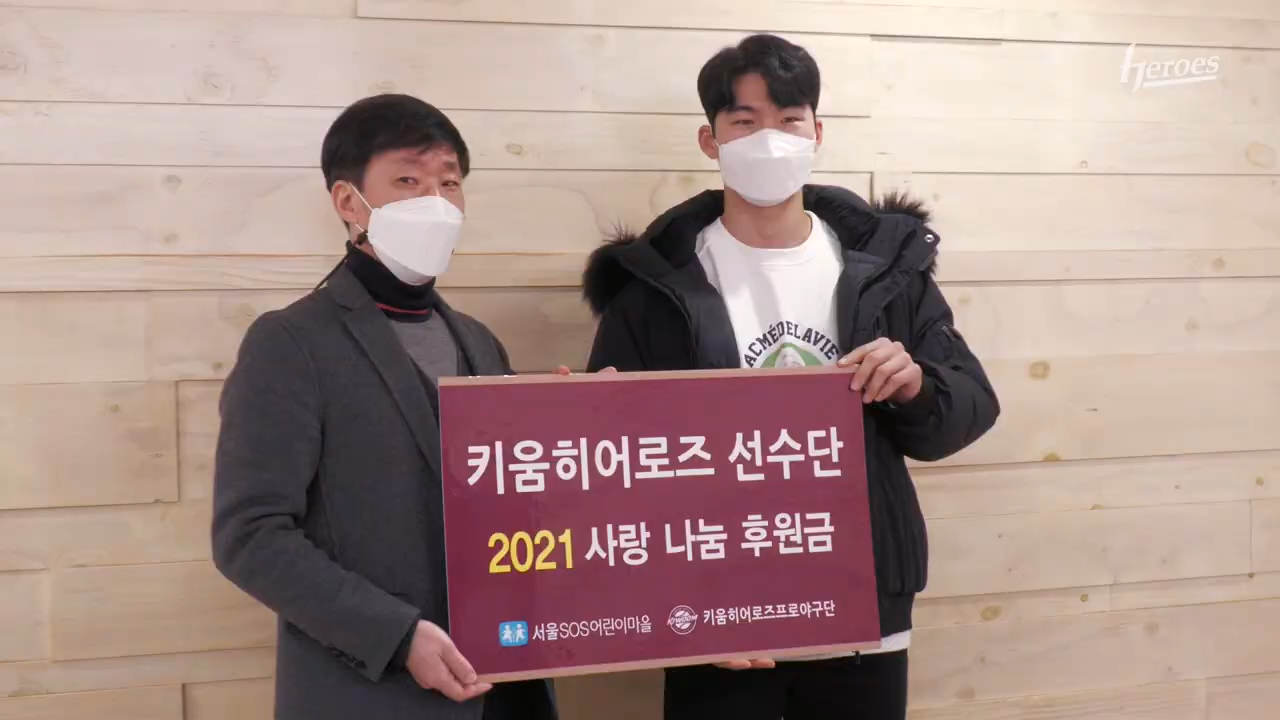 Heroes
ACMÉDELAVIE
키움히어로즈 선수단
2021 사랑 나눔 후원금
서울SOS어린이마을
키움히어로즈프로야구단